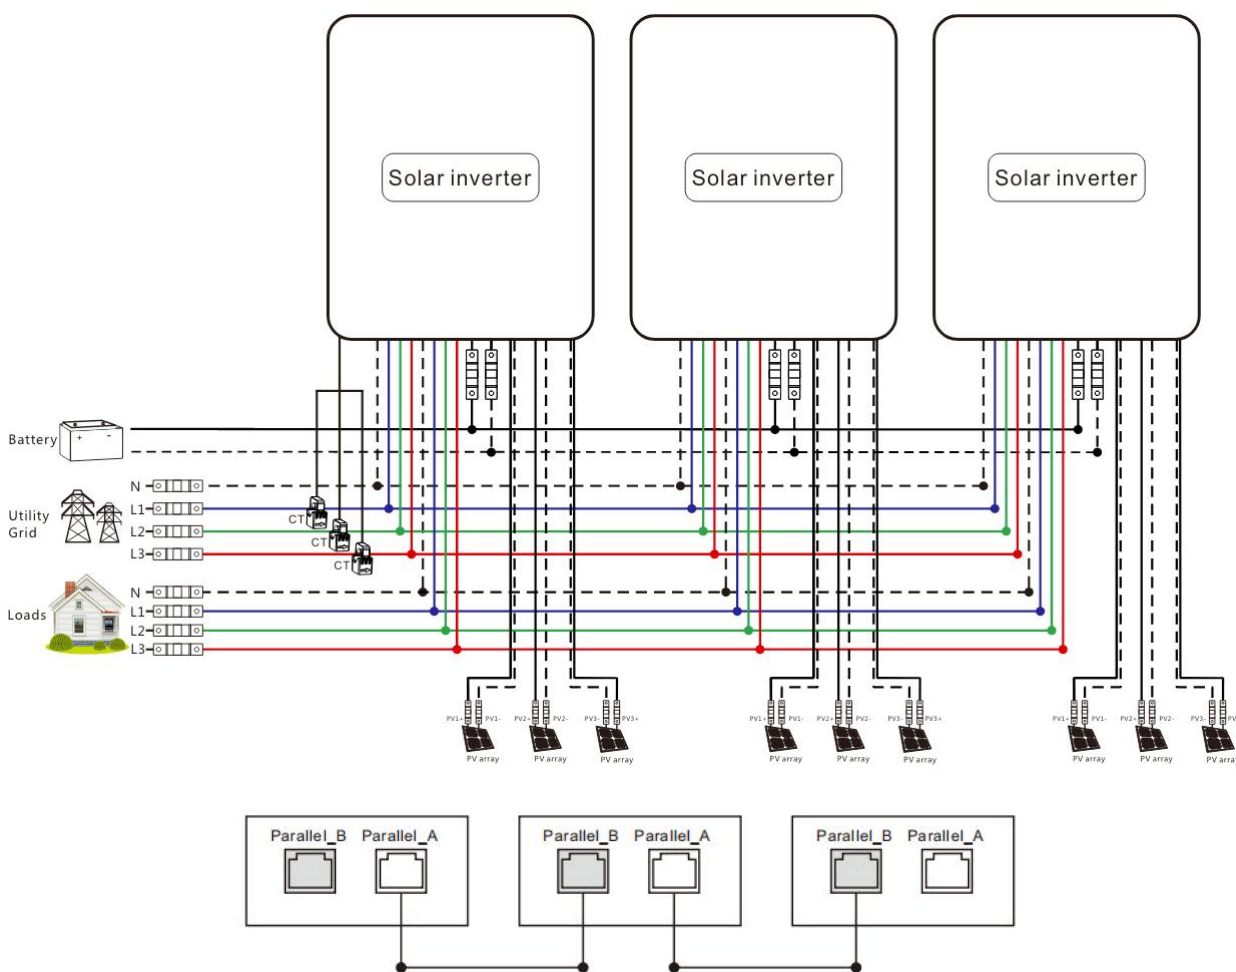 Solar inverter Solar inverter Solar inverter
Battery
+ -
N
L1
CT
Utility
Grid
L2
CT
L3
CT
N
Loads
L1
L2
L3
PV1+ PV1- PV2+ PV2- PV3- PV3+ PV1+ PV1- PV2+ PV2- PV3- PV3+ PV1+ PV1- PV2+ PV2- PV3- PV
PV array PV array PV array PV array PV array PV array PV array PV array PV arra
Parallel_B Parallel_A Parallel_B Parallel_A Parallel_B Parallel_A